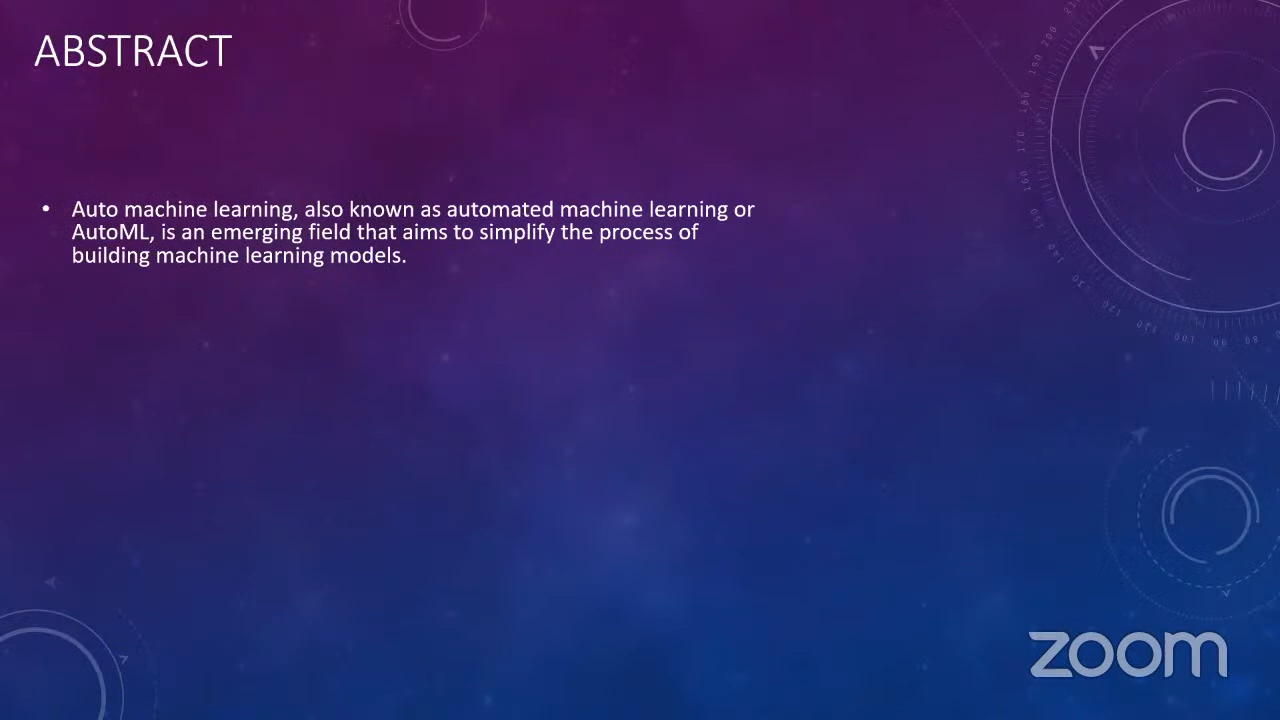 ABSTRACT
• Auto machine learning, also known as automated machine learning or
AutoML, is an emerging field that aims to simplify the process of
building machine learning models.
zoom